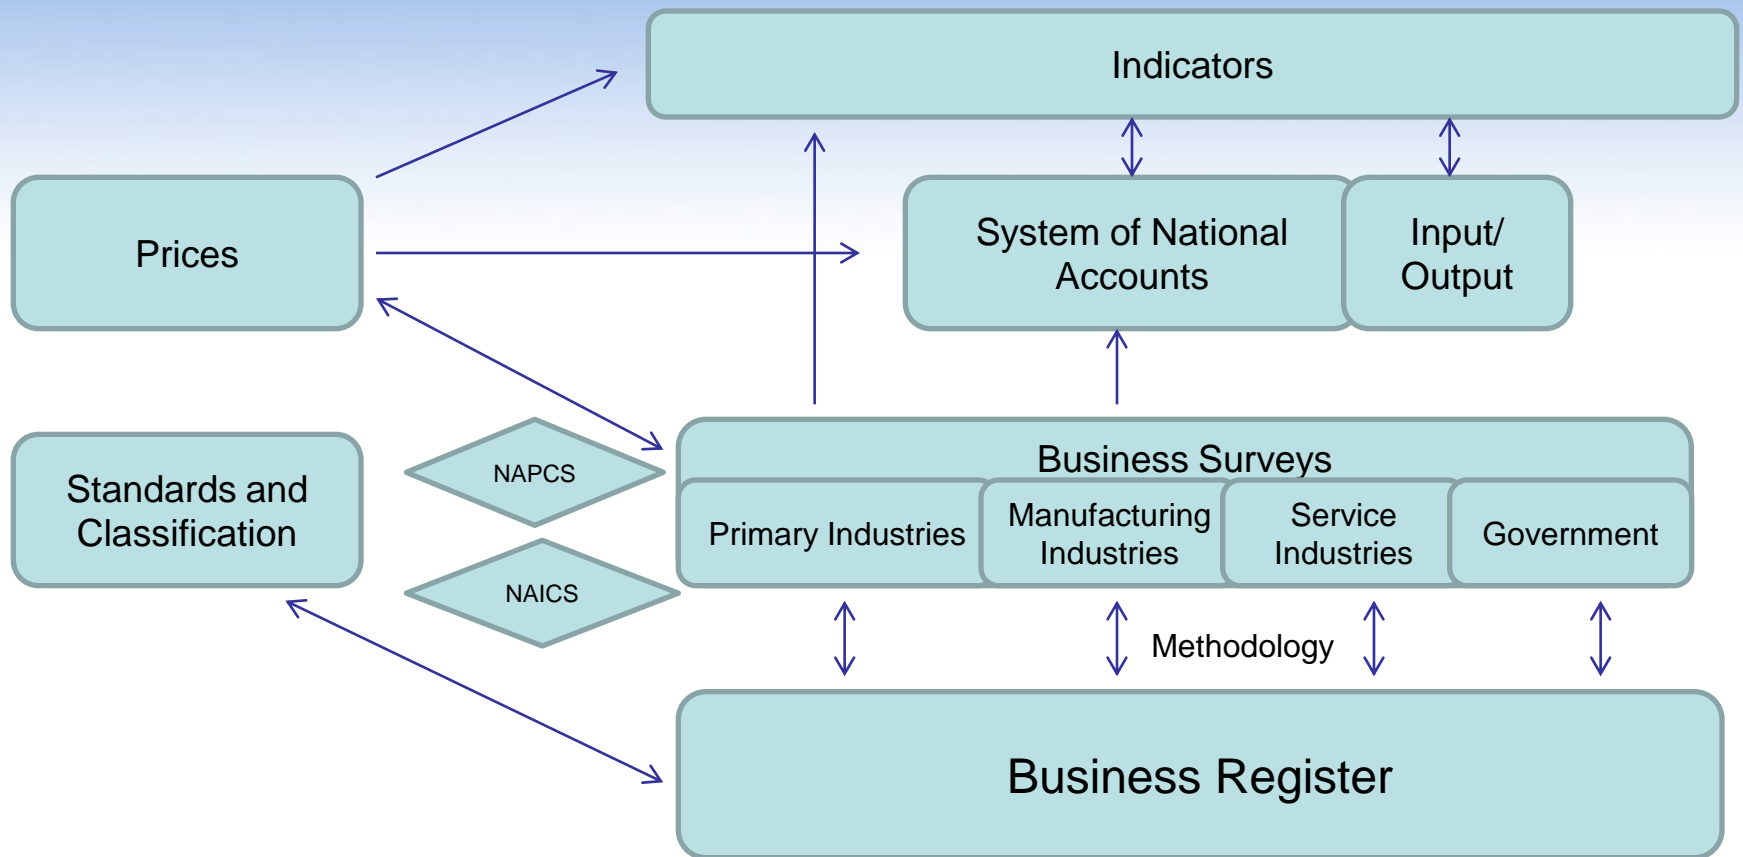 Indicators
Prices
System of National
Accounts
Input/
Output
Standards and
Classification
NAPCS
NAICS
Business Surveys
Primary Industries
Manufacturing
Industries
Service
Industries
Government
Methodology
Business Register